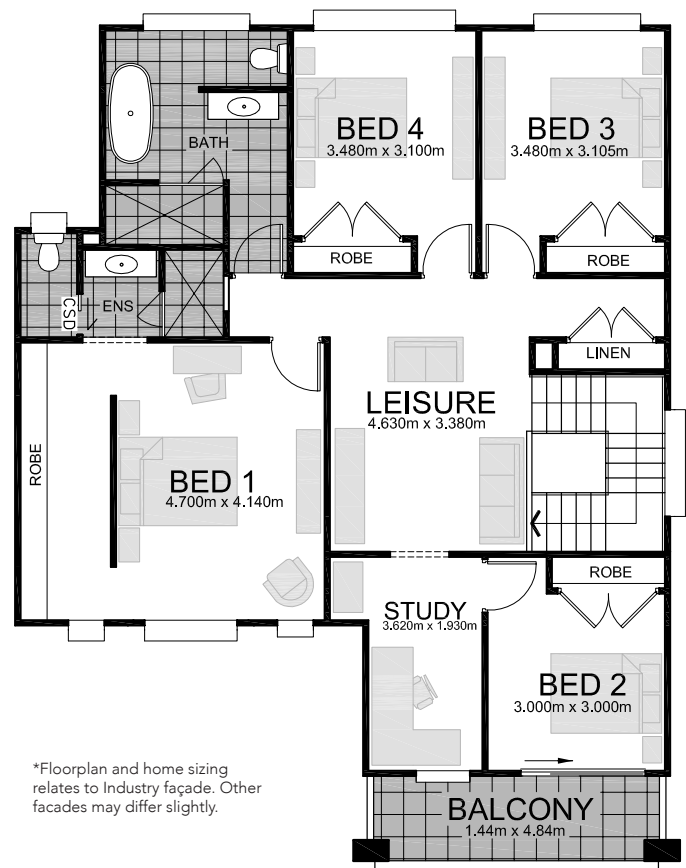 BED 4
3.480m x 3.100m
BED 3
3.480m x 3.105m
BATH
ROBE
ROBE
CSD
ENS
LINEN
LEISURE
4.630m x 3.380m
ROBE
BED 1
4.700m x 4.140m
ROBE
STUDY
3.620m x 1.930m
BED 2
3.000m x 3.000m
*Floorplan and home sizing
relates to Industry façade. Other
facades may differ slightly.
BALCONY
1.44m x 4.84m